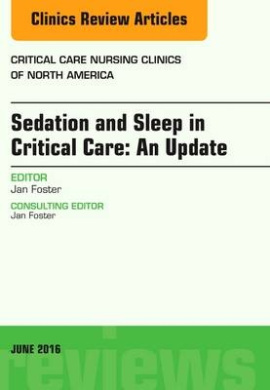 Clinics Review Articles
CRITICAL CARE NURSING CLINICS
OF NORTH AMERICA
Sedation and Sleep in
Critical Care: An Update
EDITOR
Jan Foster
CONSULTING EDITOR
Jan Foster
JUNE 2016
reviews